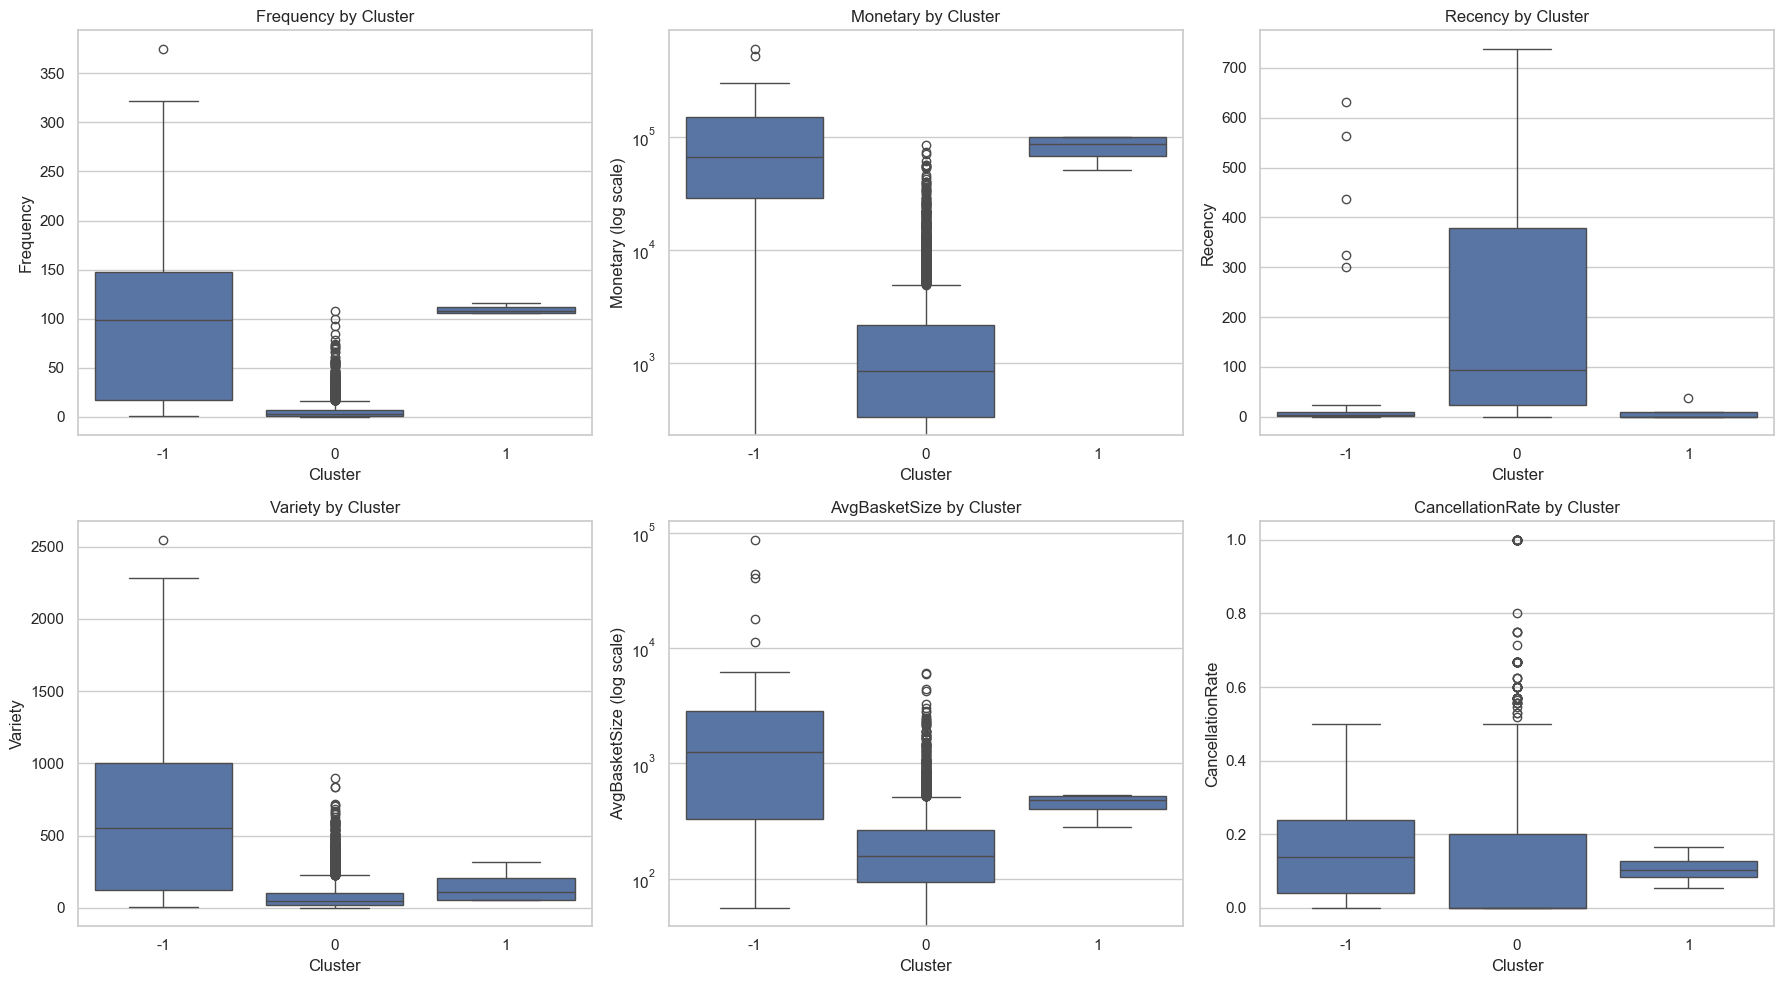 Frequency by Cluster
Frequency
350
300
250
200
150
100
50
0
-1
0
1
Cluster
Monetary by Cluster
Monetary (log scale)
10^5
10^4
10^3
-1
0
1
Cluster
Recency by Cluster
Recency
700
600
500
400
300
200
100
0
-1
0
1
Cluster
Variety by Cluster
Variety
2500
2000
1500
1000
500
0
-1
0
1
Cluster
AvgBasketSize by Cluster
AvgBasketSize (log scale)
10^5
10^4
10^3
10^2
-1
0
1
Cluster
CancellationRate by Cluster
CancellationRate
1.0
0.8
0.6
0.4
0.2
0.0
-1
0
1
Cluster